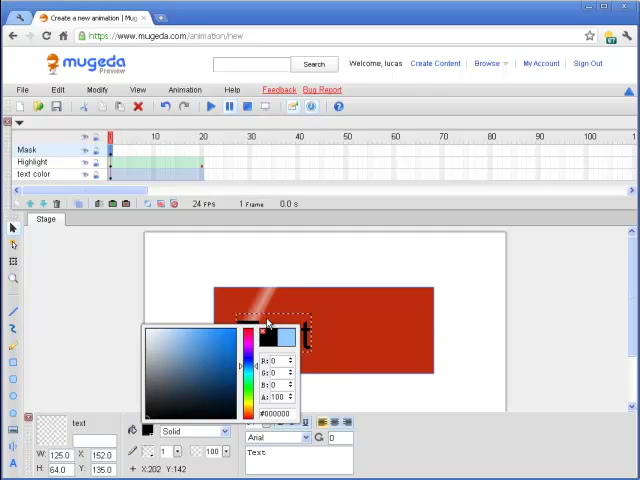 Create a new animation | Mug
https://www.mugeda.com/animation/new
mugeda
Preview
Search
Welcome, lucas
Create Content
Browse
My Account
Sign Out
File
Edit
Modify
View
Animation
Help
Feedback
Bug Report
10
20
30
40
50
60
70
80
90
100
Mask
Highlight
text color
24 FPS
1 Frame
0.0 S
Stage
t
R: 0
G: 0
B: 0
A: 100
#000000
text
W: 125.0
X: 152.0
H: 64.0
Y: 135.0
Solid
1
100
X:202 Y:142
Arial
0
Text